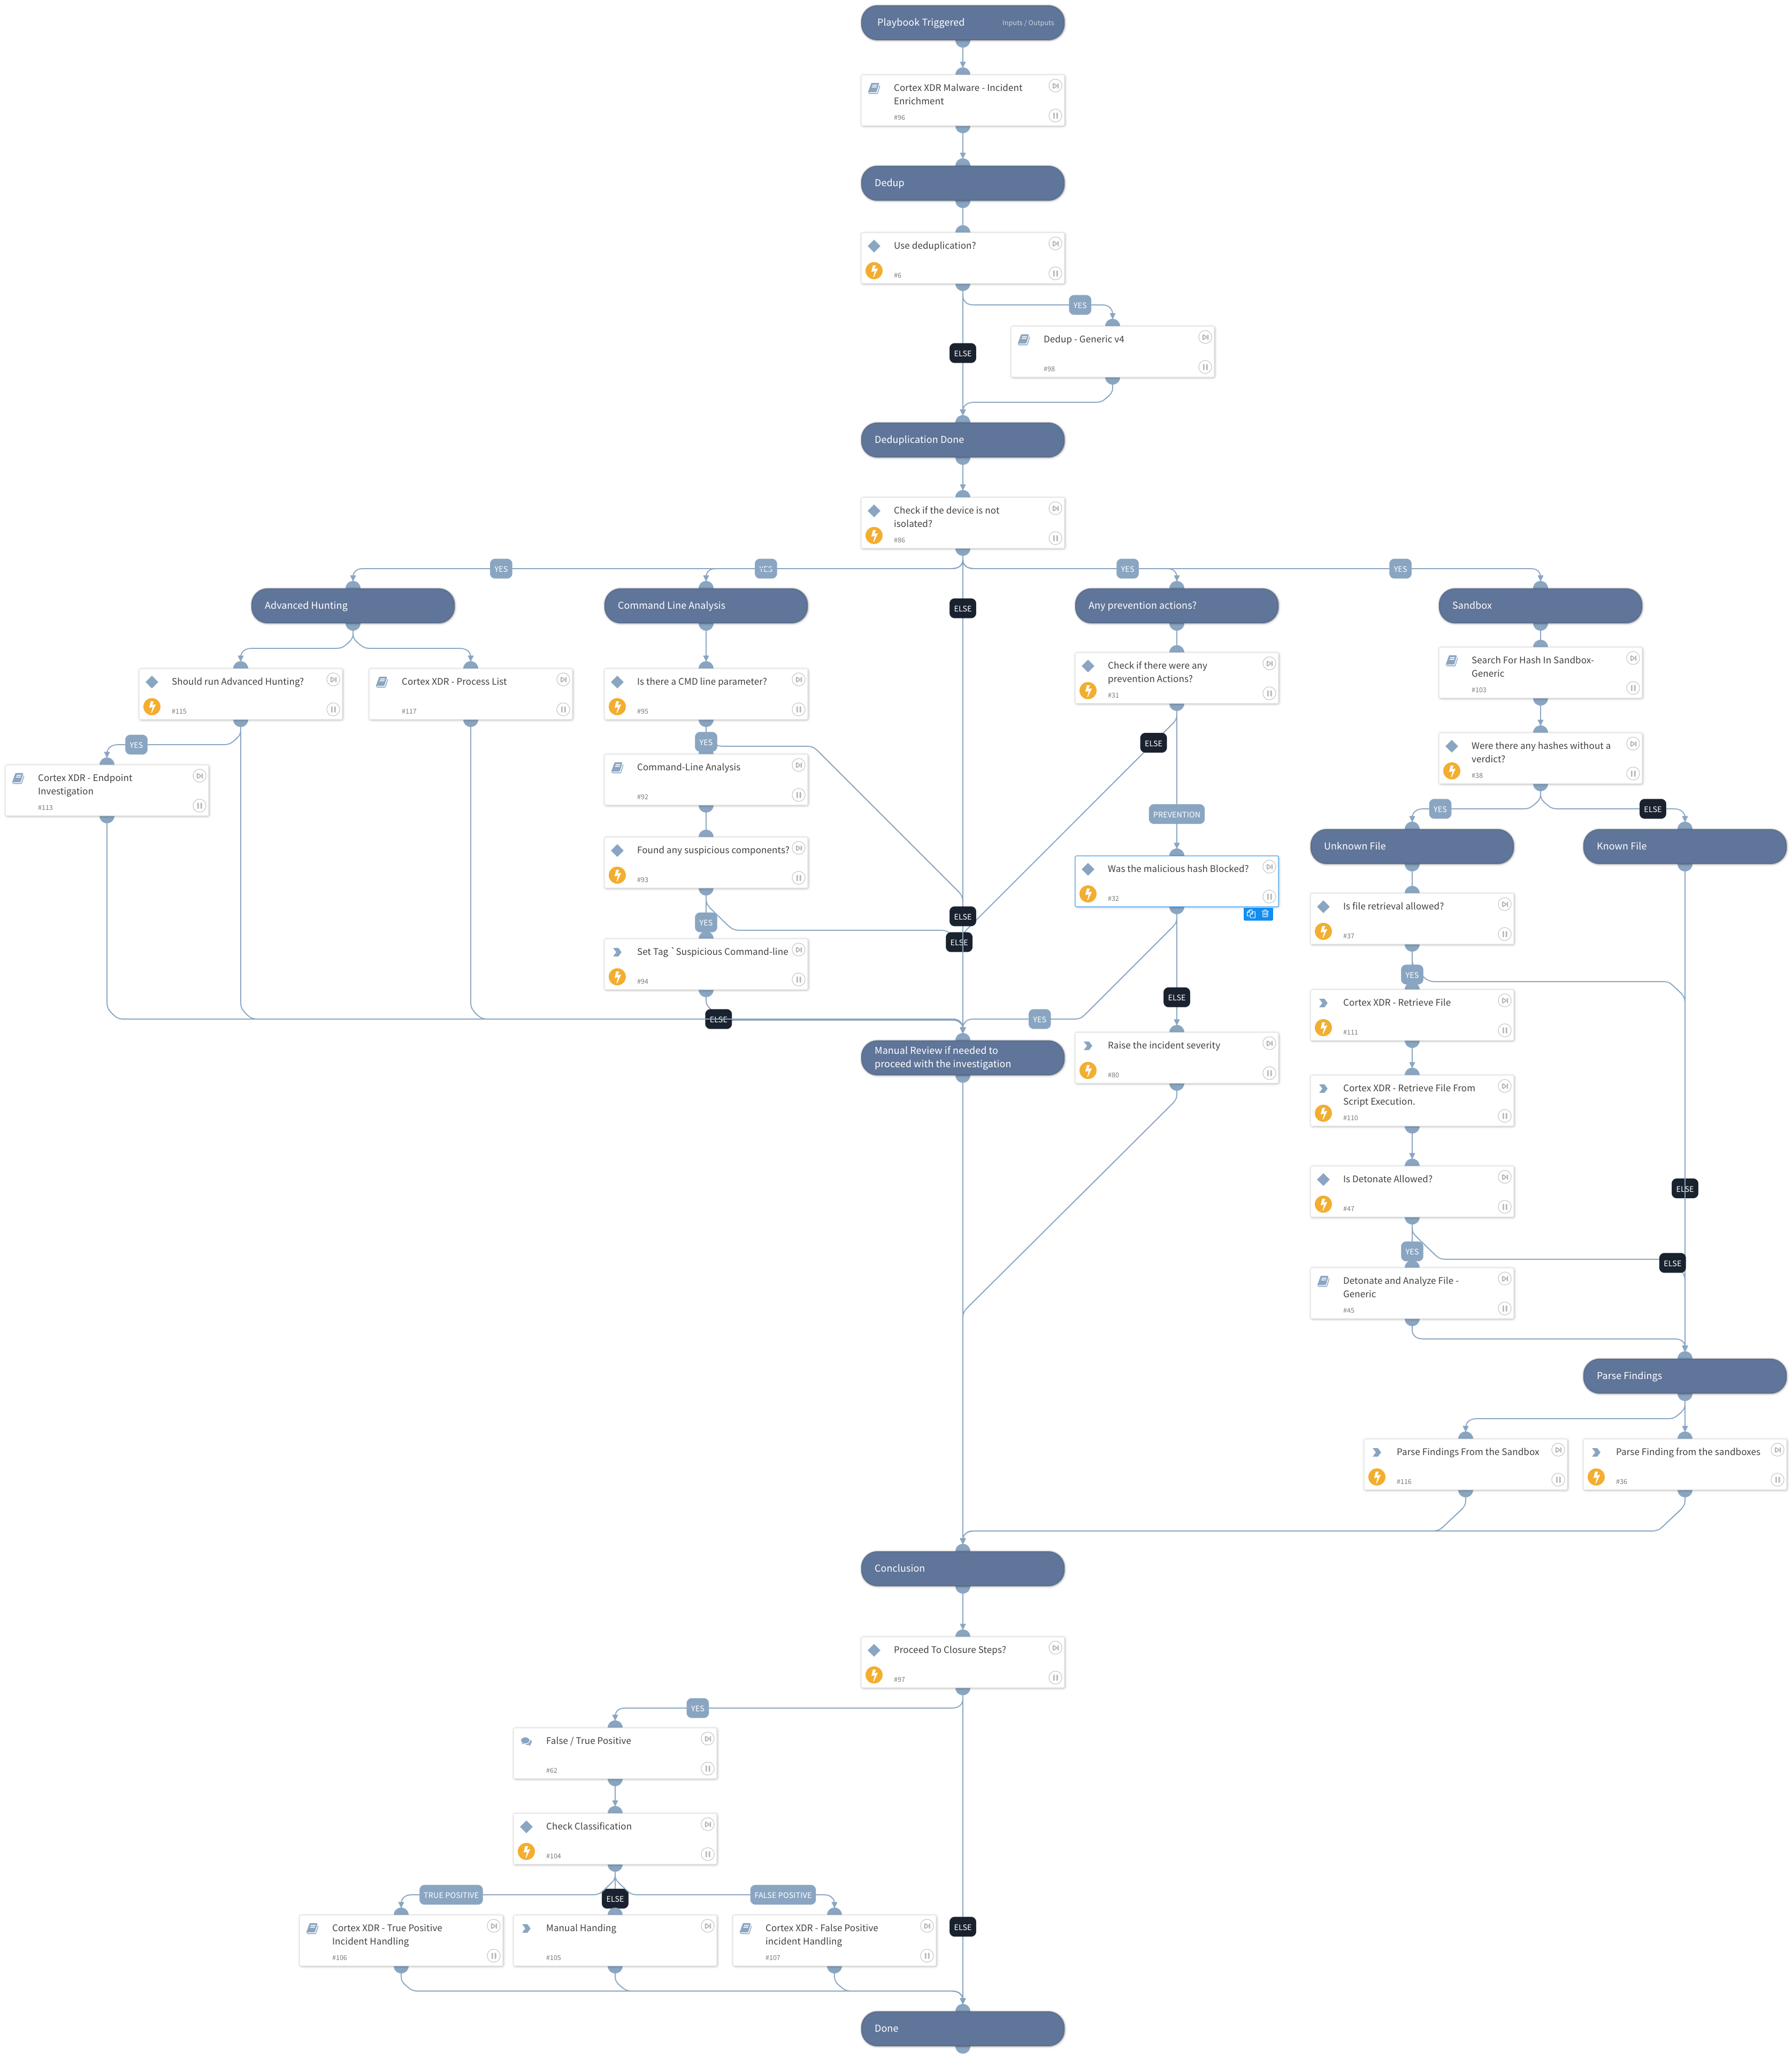 Playbook Triggered
Inputs / Outputs
Cortex XDR Malware - Incident
Enrichment
#96
Dedup
Use deduplication?
#6
YES
ELSE
Dedup - Generic v4
#98
Deduplication Done
Check if the device is not
isolated?
#86
YES
YES
YES
YES
ELSE
Advanced Hunting
Command Line Analysis
Any prevention actions?
Sandbox
Should run Advanced Hunting?
#115
Cortex XDR - Process List
#117
Is there a CMD line parameter?
#95
Check if there were any
prevention Actions?
#31
Search For Hash In Sandbox-
Generic
#103
YES
YES
ELSE
Were there any hashes without a
verdict?
#38
Cortex XDR - Endpoint
Investigation
#113
Command-Line Analysis
#92
PREVENTION
YES
ELSE
Found any suspicious components?
#93
Was the malicious hash Blocked?
#32
Unknown File
Known File
YES
ELSE
ELSE
Is file retrieval allowed?
#37
Set Tag `Suspicious Command-line
#94
YES
ELSE
ELSE
YES
Cortex XDR - Retrieve File
#111
Manual Review if needed to
proceed with the investigation
Raise the incident severity
#80
Cortex XDR - Retrieve File From
Script Execution.
#110
Is Detonate Allowed?
#47
ELSE
YES
ELSE
Detonate and Analyze File -
Generic
#45
Parse Findings
Parse Findings From the Sandbox
#116
Parse Finding from the sandboxes
#36
Conclusion
Proceed To Closure Steps?
#97
YES
False / True Positive
#62
Check Classification
#104
TRUE POSITIVE
ELSE
FALSE POSITIVE
Cortex XDR - True Positive
Incident Handling
#106
Manual Handing
#105
Cortex XDR - False Positive
incident Handling
#107
ELSE
Done